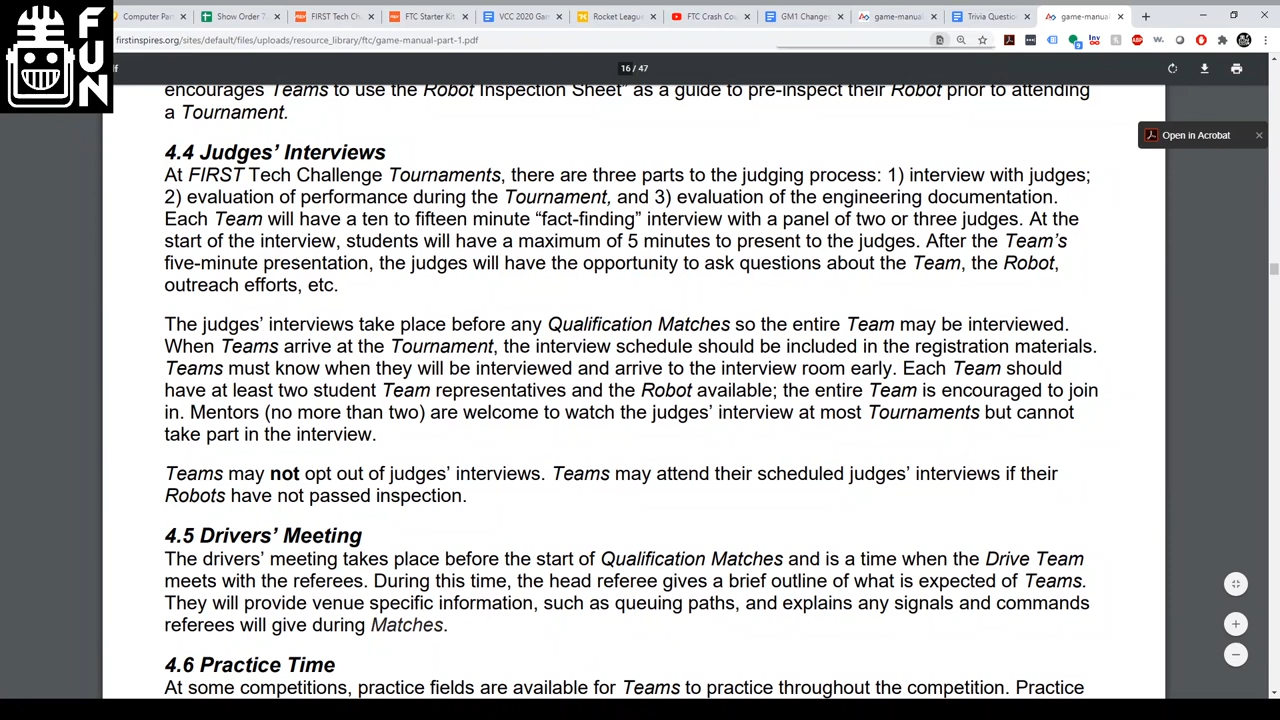 Computer Part
Show Order 7
FIRST Tech Cha
FTC Starter Kit
VCC 2020 Gam
Rocket League
FTC Crash Cou
GM1 Change
game-manual
Trivia Question
game-manual
firstinspires.org/sites/default/files/uploads/resource_library/ftc/game-manual-part-1.pdf
FUN
df
16 / 47
Open in Acrobat
encourages Teams to use the Robot Inspection Sheet” as a guide to pre-inspect their Robot prior to attending
a Tournament.
4.4 Judges’ Interviews
At FIRST Tech Challenge Tournaments, there are three parts to the judging process: 1) interview with judges;
2) evaluation of performance during the Tournament, and 3) evaluation of the engineering documentation.
Each Team will have a ten to fifteen minute “fact-finding” interview with a panel of two or three judges. At the
start of the interview, students will have a maximum of 5 minutes to present to the judges. After the Team’s
five-minute presentation, the judges will have the opportunity to ask questions about the Team, the Robot,
outreach efforts, etc.
The judges’ interviews take place before any Qualification Matches so the entire Team may be interviewed.
When Teams arrive at the Tournament, the interview schedule should be included in the registration materials.
Teams must know when they will be interviewed and arrive to the interview room early. Each Team should
have at least two student Team representatives and the Robot available; the entire Team is encouraged to join
in. Mentors (no more than two) are welcome to watch the judges’ interview at most Tournaments but cannot
take part in the interview.
Teams may not opt out of judges’ interviews. Teams may attend their scheduled judges’ interviews if their
Robots have not passed inspection.
4.5 Drivers’ Meeting
The drivers’ meeting takes place before the start of Qualification Matches and is a time when the Drive Team
meets with the referees. During this time, the head referee gives a brief outline of what is expected of Teams.
They will provide venue specific information, such as queuing paths, and explains any signals and commands
referees will give during Matches.
4.6 Practice Time
At some competitions, practice fields are available for Teams to practice throughout the competition. Practice